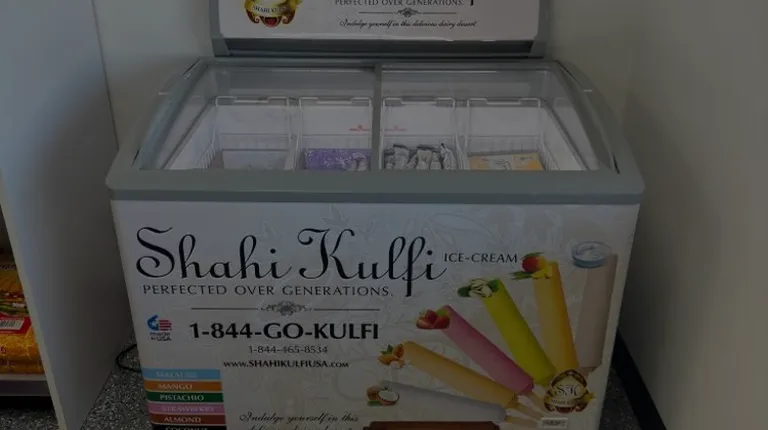 PERFECTED OVER GENERATIONS.
Indulge yourself in this delicious dairy dessert
Shahi Kulfi ICE-CREAM
PERFECTED OVER GENERATIONS.
1-844-GO-KULFI
1-844-465-8534
WWW.SHAHIKULFIUSA.COM
MANGO
PISTACHIO
STRAWBERRY
ALMOND
Indulge yourself in this